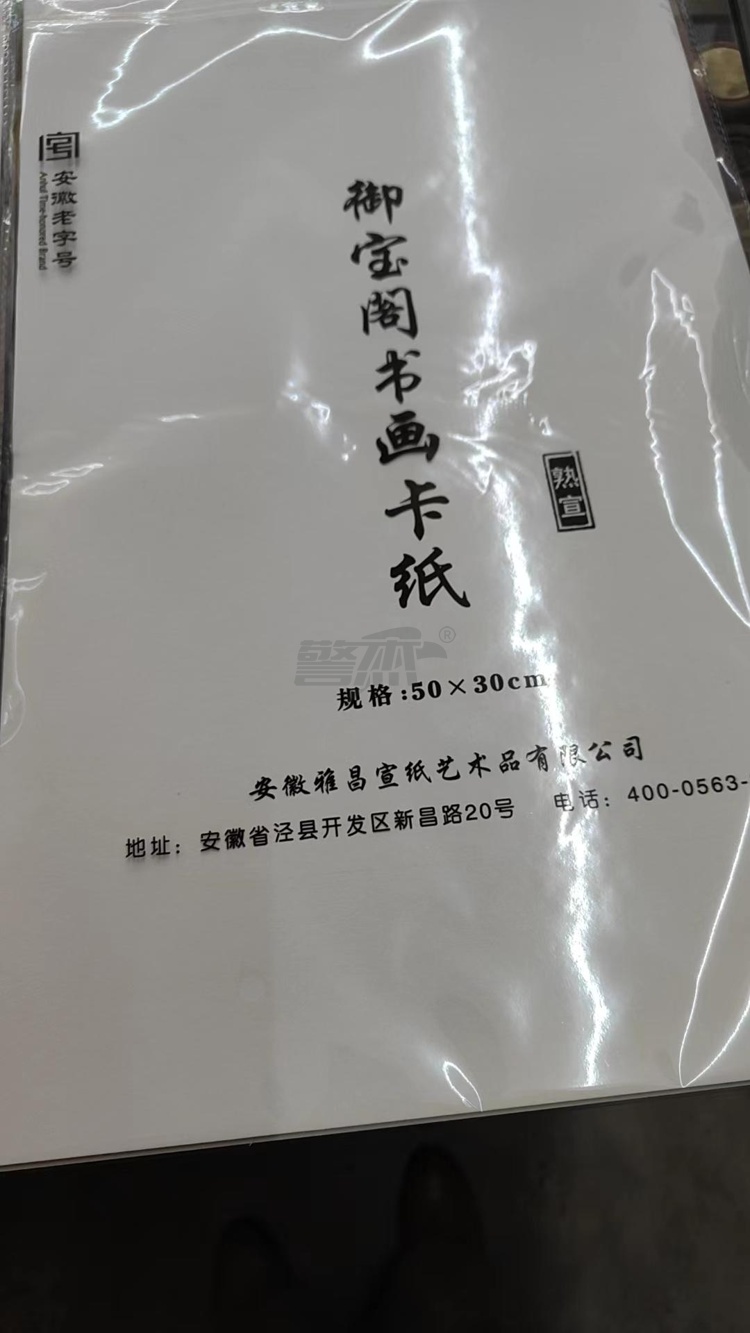 安徽老字号
御宝阁书画卡纸
熟宣
警杰®
规格:50×30cm
安徽雅昌宣纸艺术品有限公司
地址：安徽省泾县开发区新昌路20号 电话：400-0563-